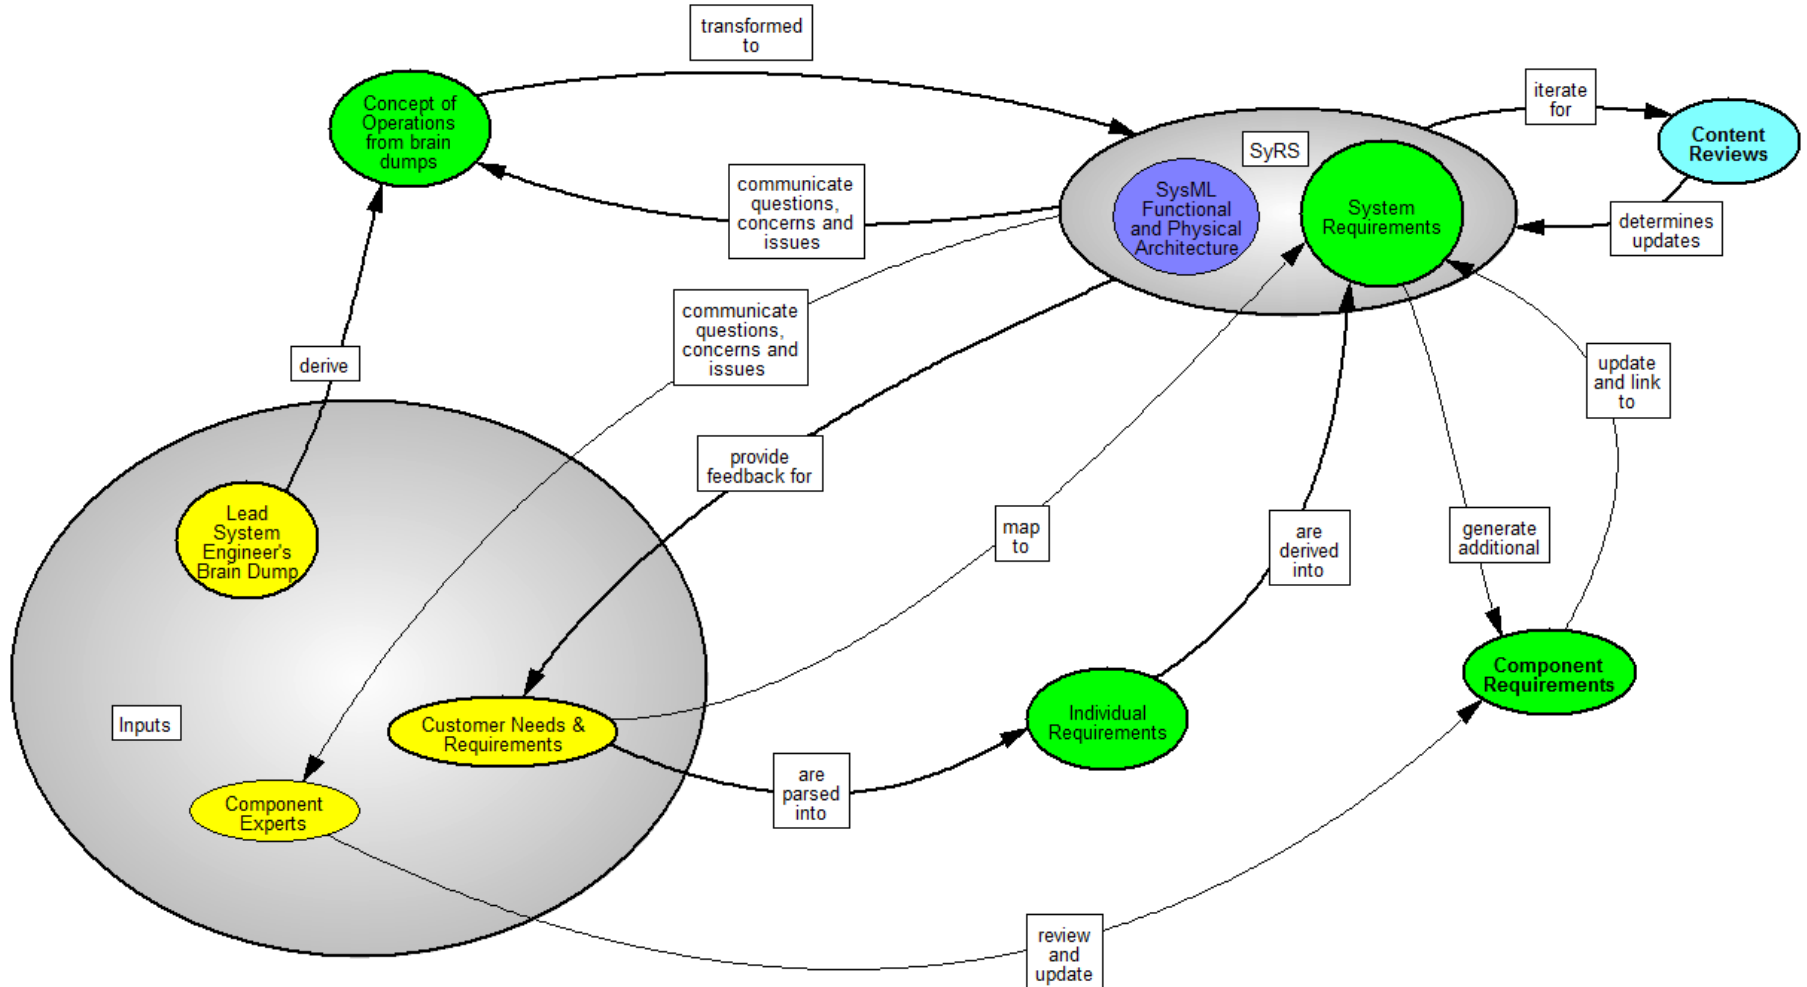 transformed
to
Concept of
Operations
from brain
dumps
iterate
for
Content
Reviews
SyRS
SysML
Functional
and Physical
Architecture
System
Requirements
communicate
questions,
concerns and
issues
determines
updates
communicate
questions,
concerns and
issues
derive
update
and link
to
provide
feedback for
Lead
System
Engineer's
Brain Dump
map
to
are
derived
into
generate
additional
Component
Requirements
Inputs
Customer Needs &
Requirements
Individual
Requirements
are
parsed
into
Component
Experts
review
and
update